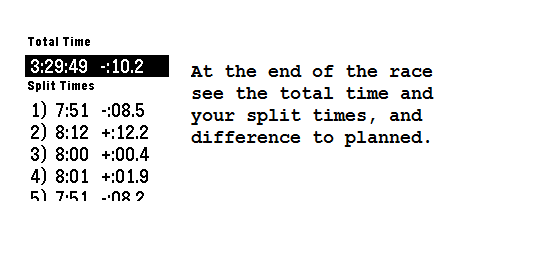 Total Time
3:29:49 -:10.2
Split Times
1) 7:51 -:08.5
2) 8:12 +:12.2
3) 8:00 +:00.4
4) 8:01 +:01.9
5) 7:51 -:08.2
At the end of the race
see the total time and
your split times, and
difference to planned.